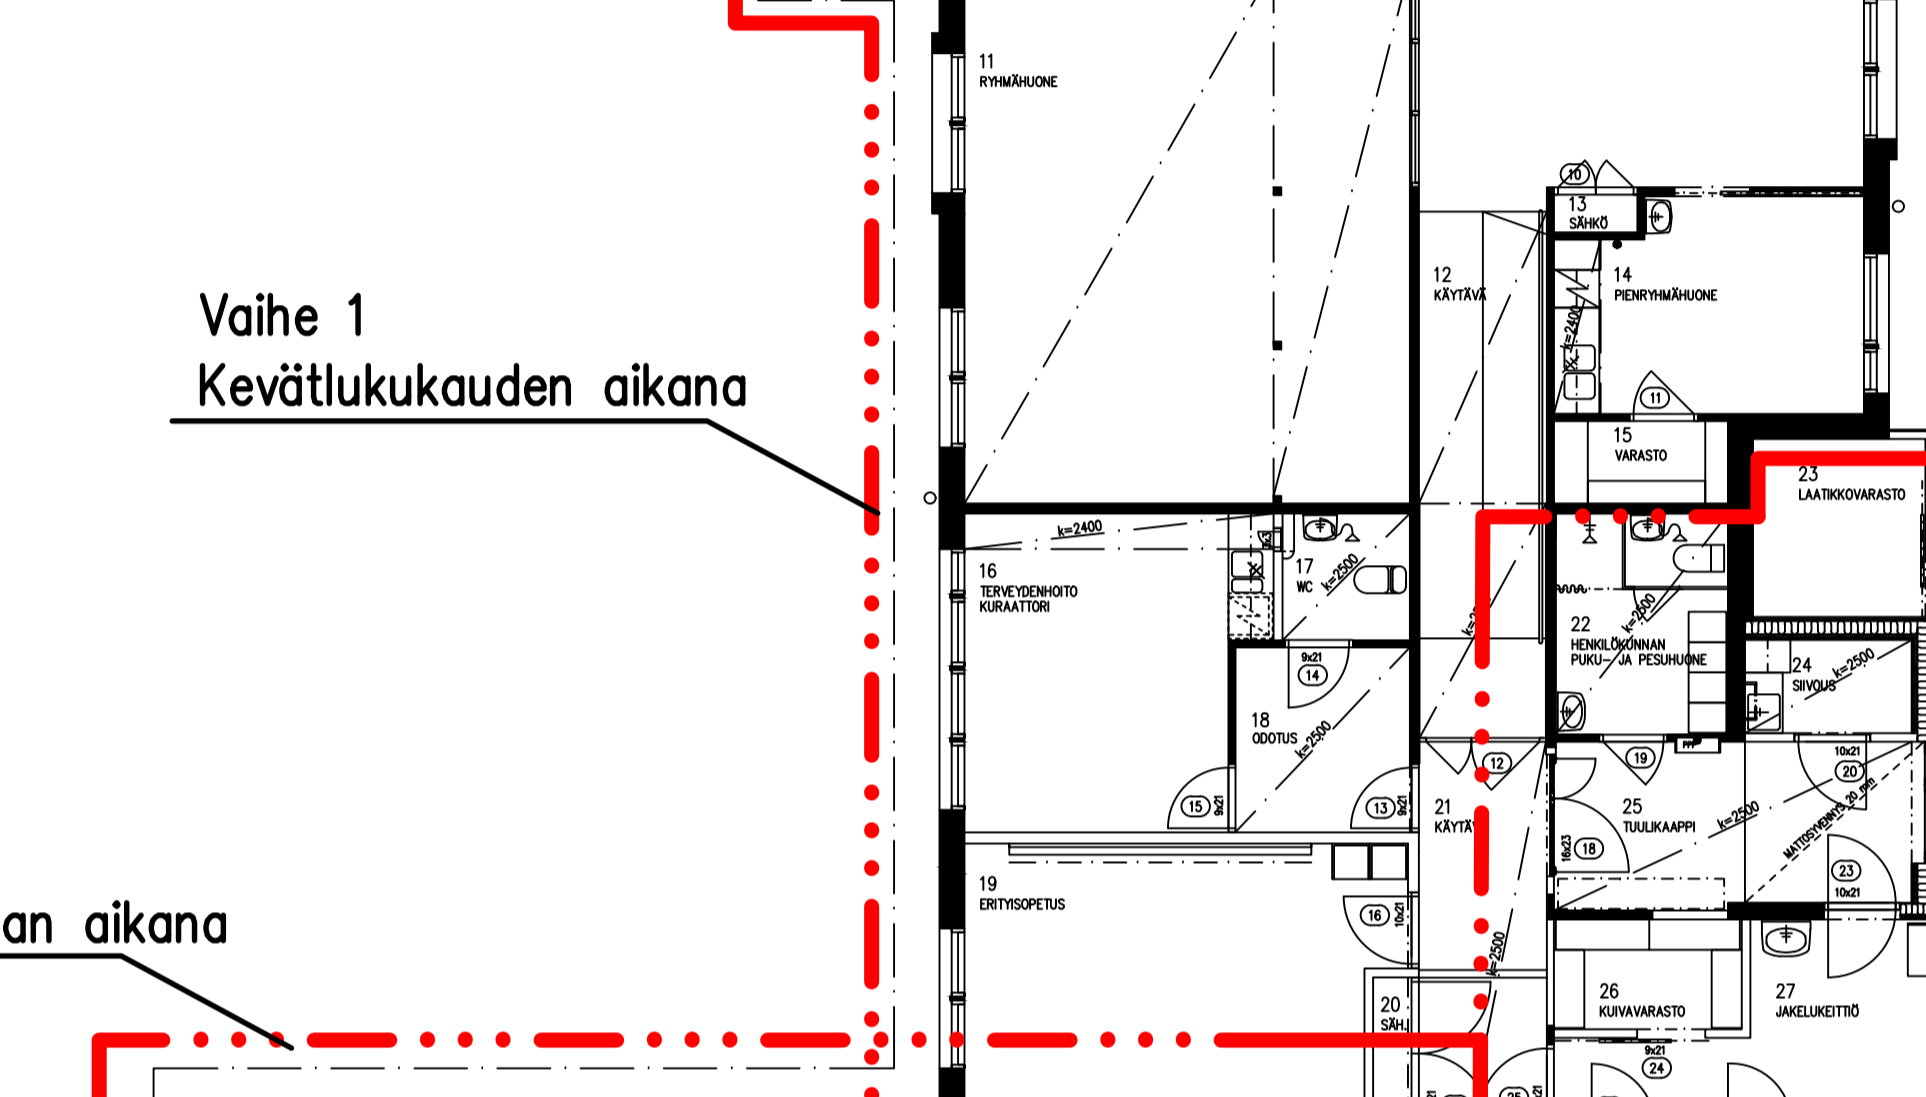 11
RYHMÄHUONE
10
13
SÄHKÖ
12
KÄYTÄVÄ
14
PIENRYHMÄHUONE
k=2400
Vaihe 1
Kevätlukukauden aikana
11
15
VARASTO
23
LAATIKKOVARASTO
k=2400
16
TERVEYDENHOITO
KURAATTORI
17
WC
k=2500
k=2500
22
HENKILÖKUNNAN
PUKU- JA PESUHUONE
9x21
14
24
SIIVOUS
k=2500
18
ODOTUS
k=2500
12
19
10x21
20
15
9x21
13
9x21
21
KÄYTÄV
25
TUULIKAAPPI
k=2500
MATTOSYVENNYS 20 mm
16x23
18
23
10x21
19
ERITYISOPETUS
16
10x21
an aikana
k=2500
20
SÄH.
26
KUIVAVARASTO
27
JAKELUKEITTIÖ
9x21
24